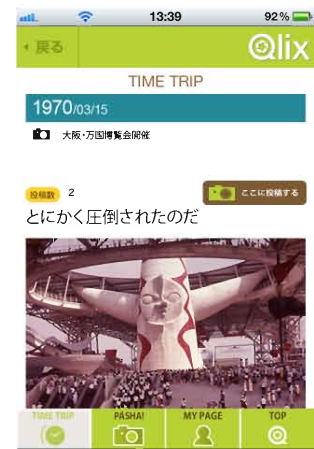 13:39 92%
戻る Qlix
TIME TRIP
1970/03/15
大阪・万国博覧会開催
投稿数 2 ここに投稿する
とにかく圧倒されたのだ
TIME TRIP PASHA! MY PAGE TOP